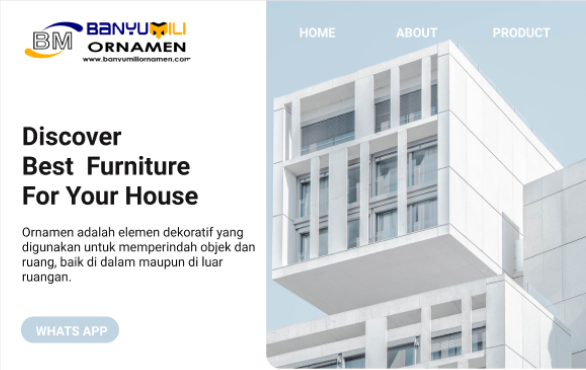 BM
BANYUMILI
ORNAMEN
www.banyumiliornamen.com
HOME
ABOUT
PRODUCT
Discover
Best Furniture
For Your House
Ornamen adalah elemen dekoratif yang
digunakan untuk memperindah objek dan
ruang, baik di dalam maupun di luar
ruangan.
WHATS APP